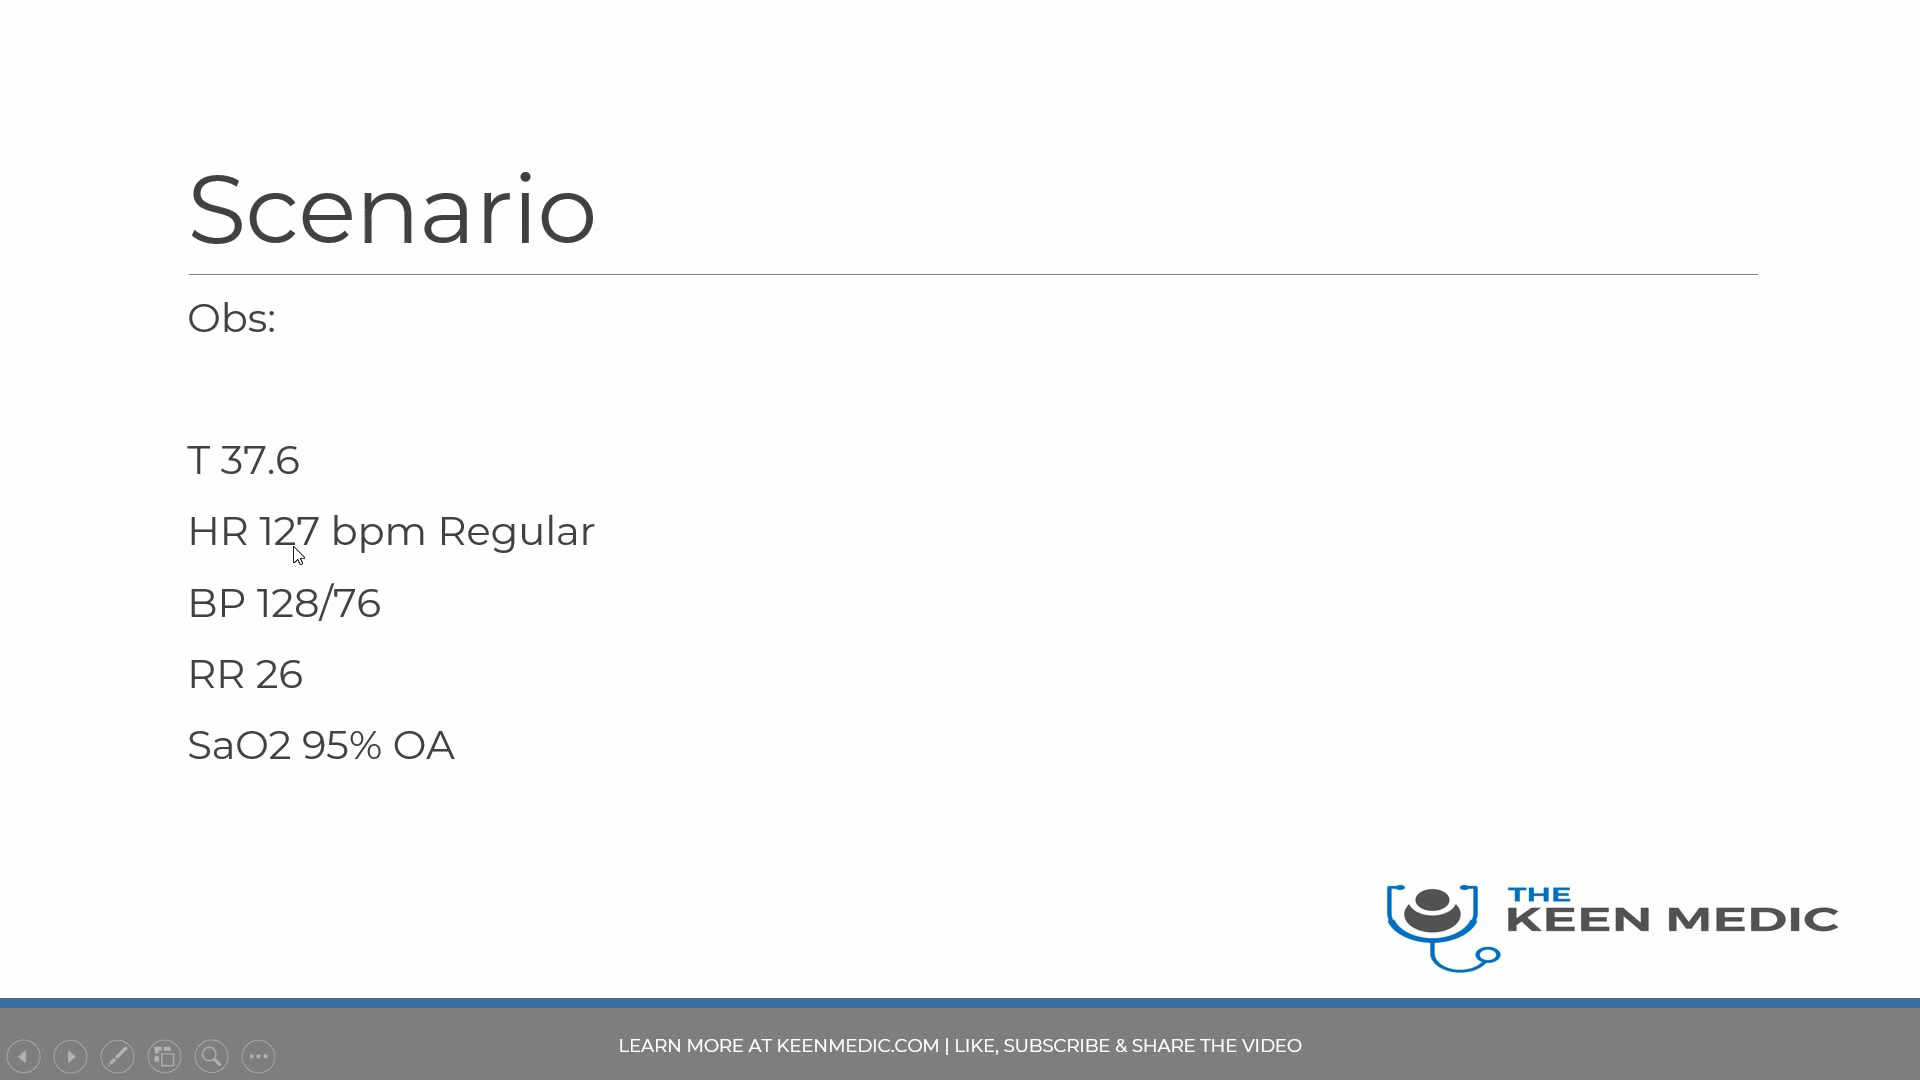 Scenario
Obs:
T 37.6
HR 127 bpm Regular
BP 128/76
RR 26
SaO2 95% OA
THE
KEEN MEDIC
LEARN MORE AT KEENMEDIC.COM | LIKE, SUBSCRIBE & SHARE THE VIDEO